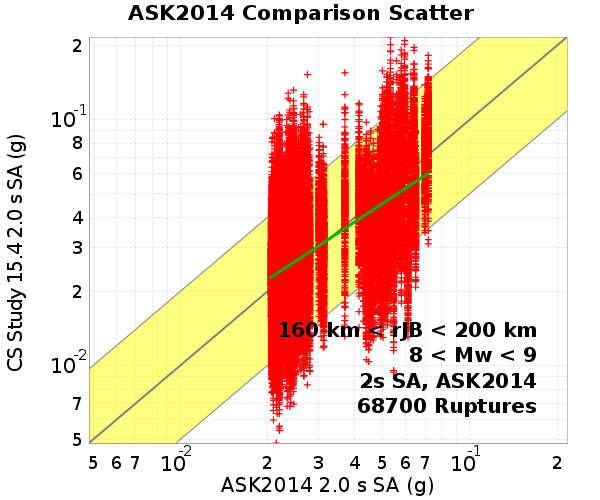 ASK2014 Comparison Scatter
CS Study 15.4 2.0 s SA (g)
2
10-1
8
6
4
3
2
10-2
7
5
160 km < rJB < 200 km
8 < Mw < 9
2s SA, ASK2014
68700 Ruptures
5 6 7 10-2 2 3 4 5 6 7 10-1 2
ASK2014 2.0 s SA (g)